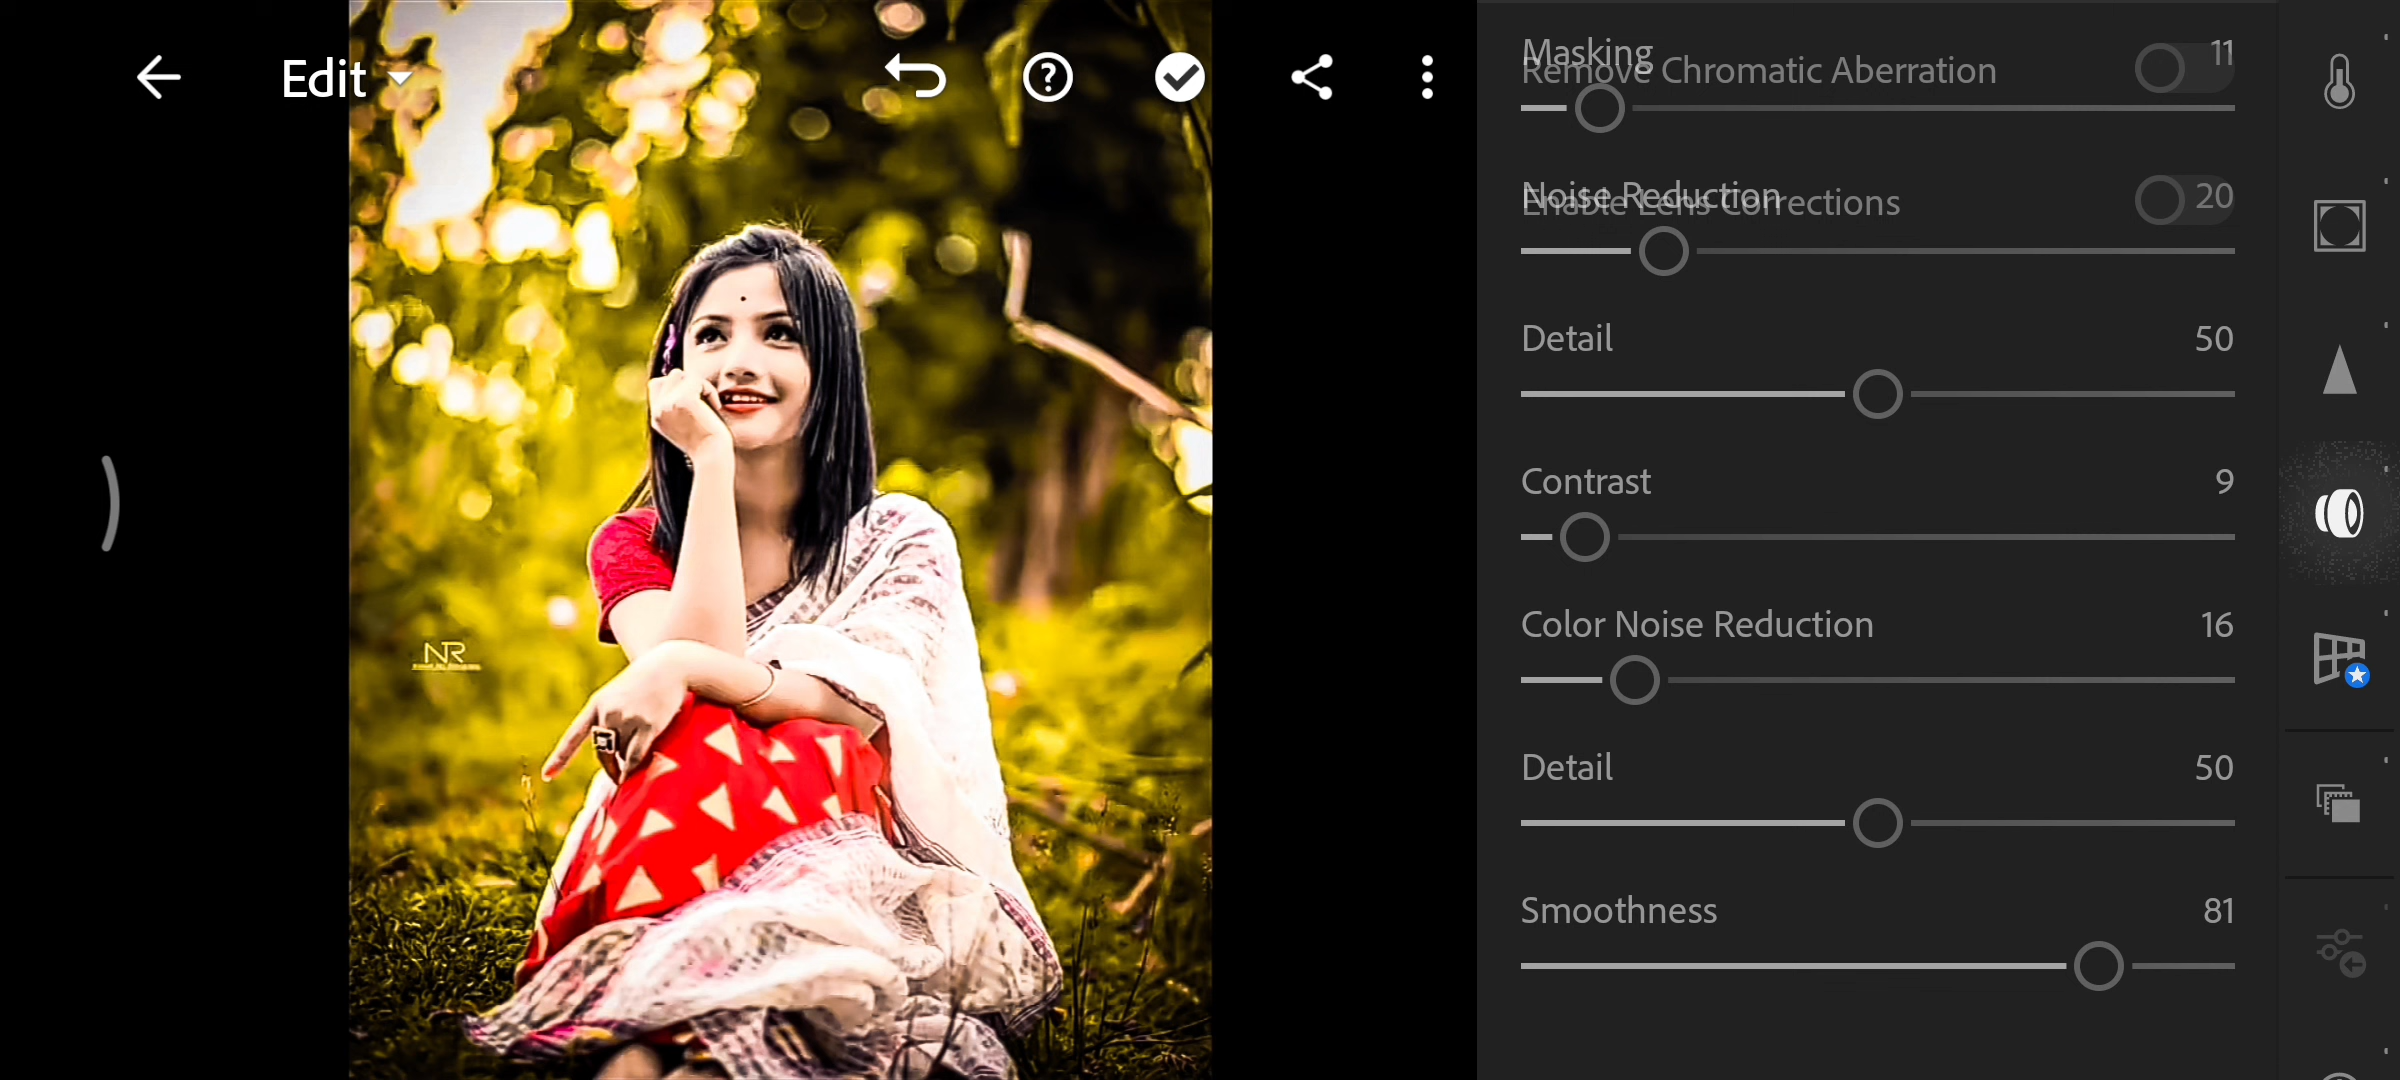 Edit
Masking 11
Remove Chromatic Aberration
Noise Reduction 20
Enable Lens Corrections
Detail 50
Contrast 9
Color Noise Reduction 16
Detail 50
Smoothness 81
NR